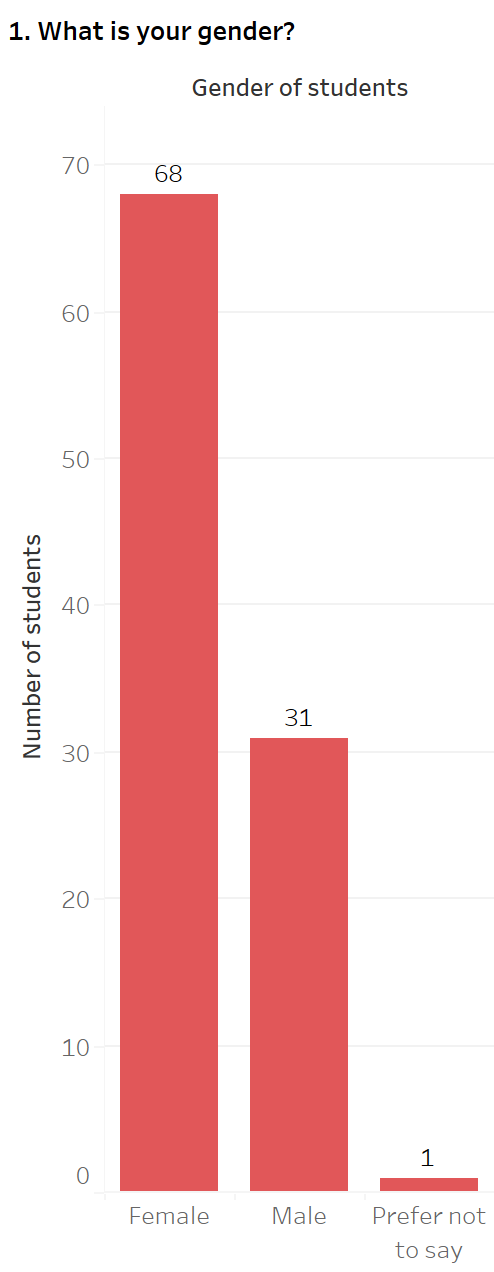 1. What is your gender?
Gender of students
70
68
60
50
40
Number of students
31
30
20
10
1
0
Female
Male
Prefer not
to say